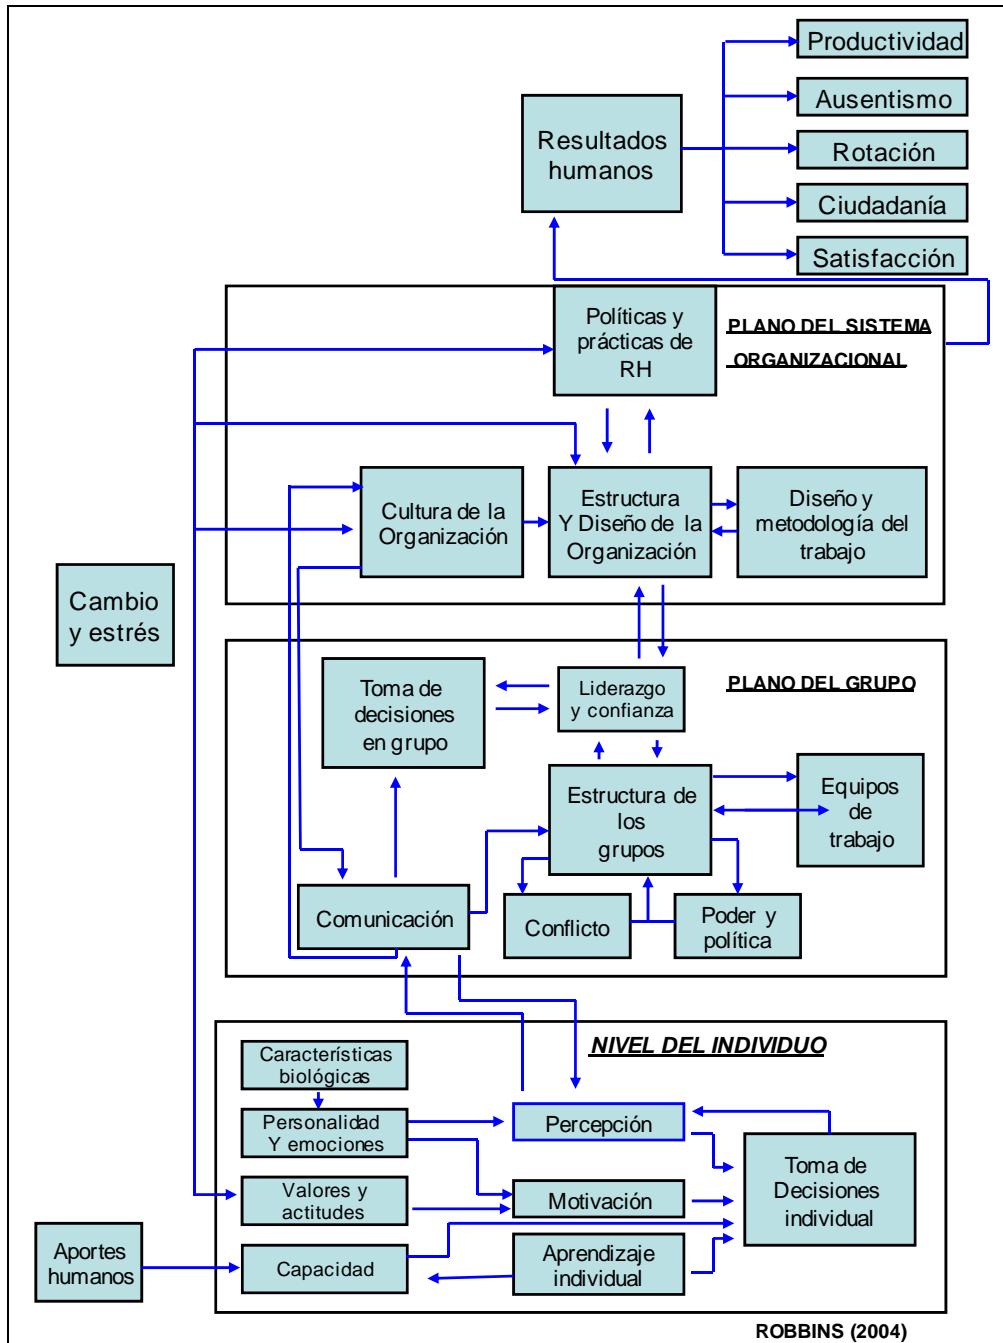 Productividad
Ausentismo
Resultados
humanos
Rotación
Ciudadanía
Satisfacción
Políticas y
prácticas de
RH
PLANO DEL SISTEMA
ORGANIZACIONAL
Cultura de la
Organización
Estructura
Y Diseño de la
Organización
Diseño y
metodología del
trabajo
Cambio
y estrés
PLANO DEL GRUPO
Toma de
decisiones
en grupo
Liderazgo
y confianza
Estructura de
los
grupos
Equipos
de
trabajo
Comunicación
Conflicto
Poder y
política
NIVEL DEL INDIVIDUO
Características
biológicas
Personalidad
Y emociones
Percepción
Toma de
Decisiones
individual
Valores y
actitudes
Motivación
Aportes
humanos
Capacidad
Aprendizaje
individual
ROBBINS (2004)